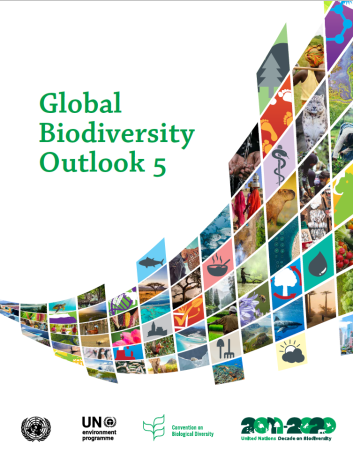 Global
Biodiversity
Outlook 5
UN
environment
programme
Convention on
Biological Diversity
2011-2020
United Nations Decade on Biodiversity